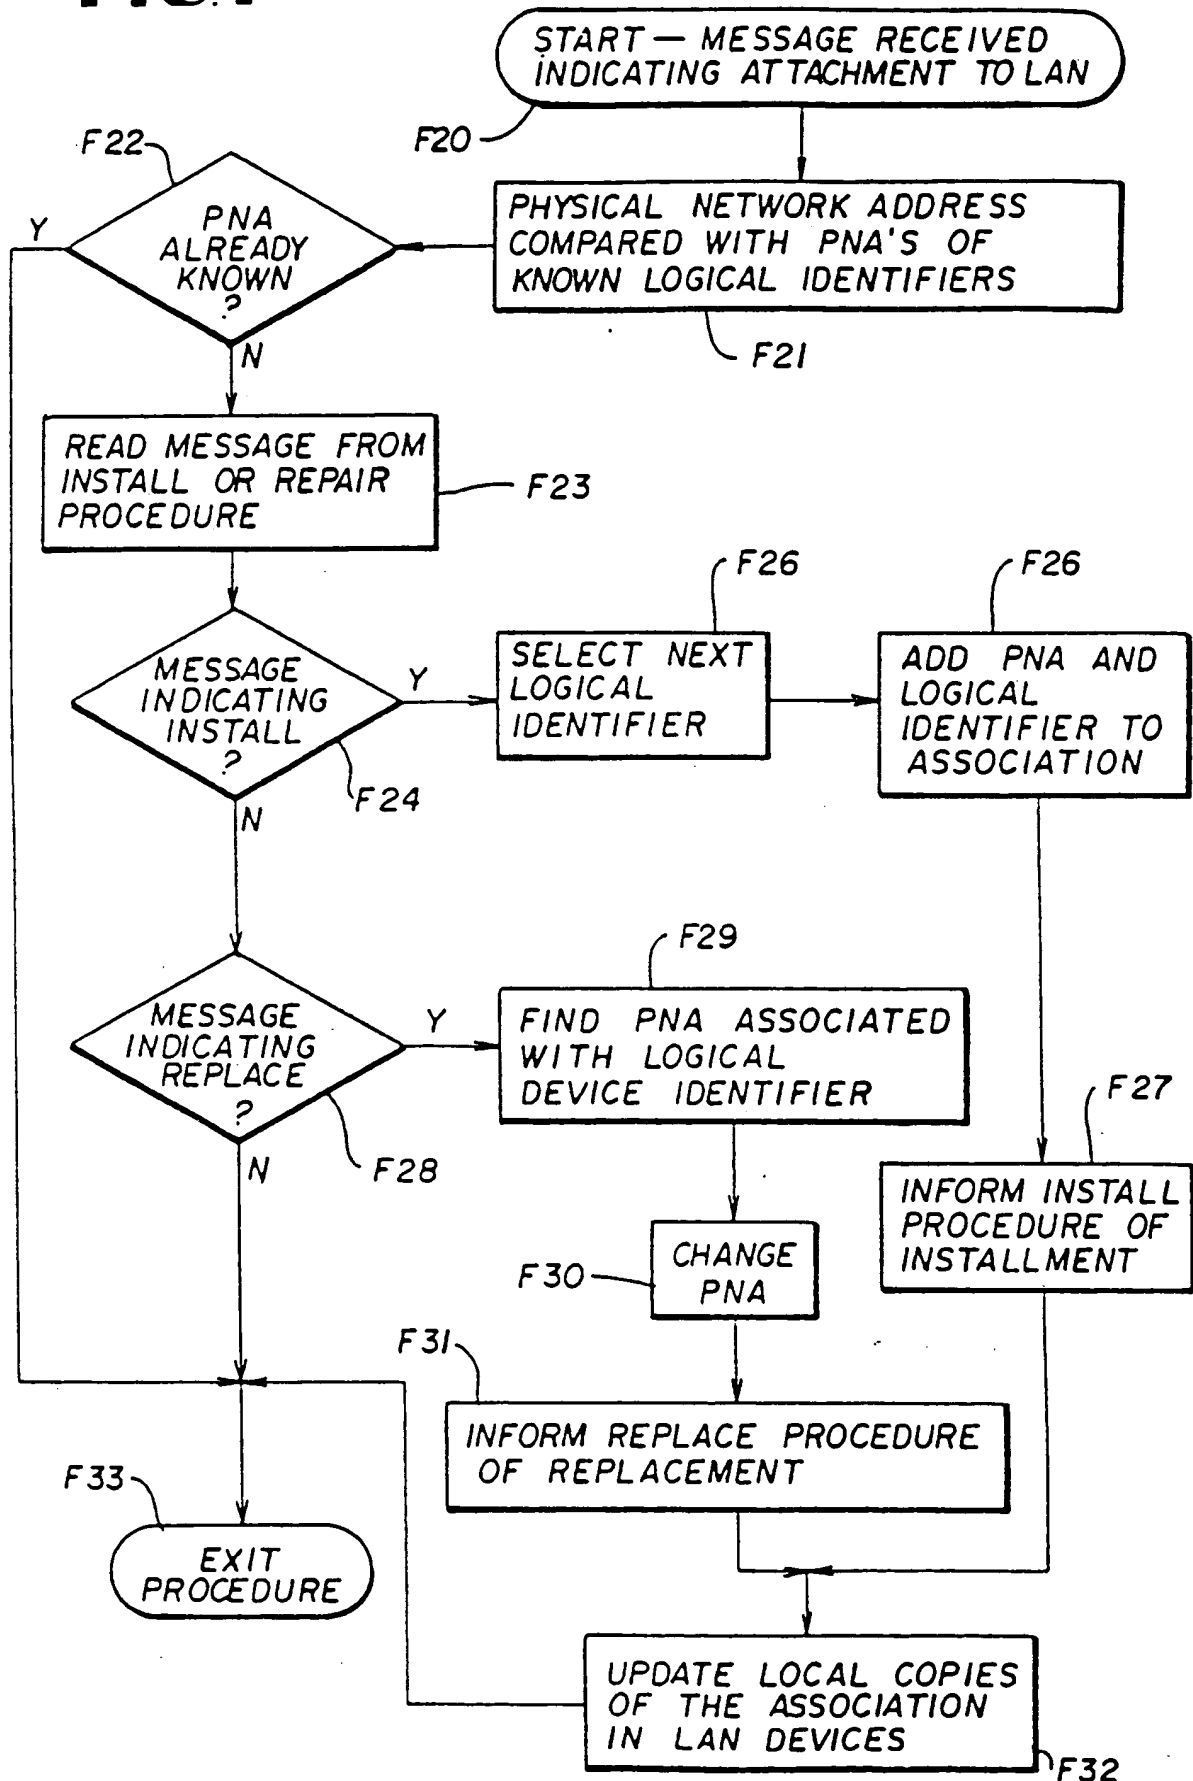 START — MESSAGE RECEIVED
INDICATING ATTACHMENT TO LAN
F20
F22
PHYSICAL NETWORK ADDRESS
COMPARED WITH PNA'S OF
KNOWN LOGICAL IDENTIFIERS
F21
Y
PNA
ALREADY
KNOWN
?
N
READ MESSAGE FROM
INSTALL OR REPAIR
PROCEDURE
F23
MESSAGE
INDICATING
INSTALL
?
Y
F24
N
F26
SELECT NEXT
LOGICAL
IDENTIFIER
F26
ADD PNA AND
LOGICAL
IDENTIFIER TO
ASSOCIATION
MESSAGE
INDICATING
REPLACE
?
Y
F28
N
F29
FIND PNA ASSOCIATED
WITH LOGICAL
DEVICE IDENTIFIER
F27
INFORM INSTALL
PROCEDURE OF
INSTALLMENT
F30
CHANGE
PNA
F31
INFORM REPLACE PROCEDURE
OF REPLACEMENT
F33
EXIT
PROCEDURE
UPDATE LOCAL COPIES
OF THE ASSOCIATION
IN LAN DEVICES
F32